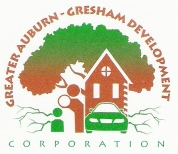 GREATER AUBURN - GRESHAM DEVELOPMENT
CORPORATION